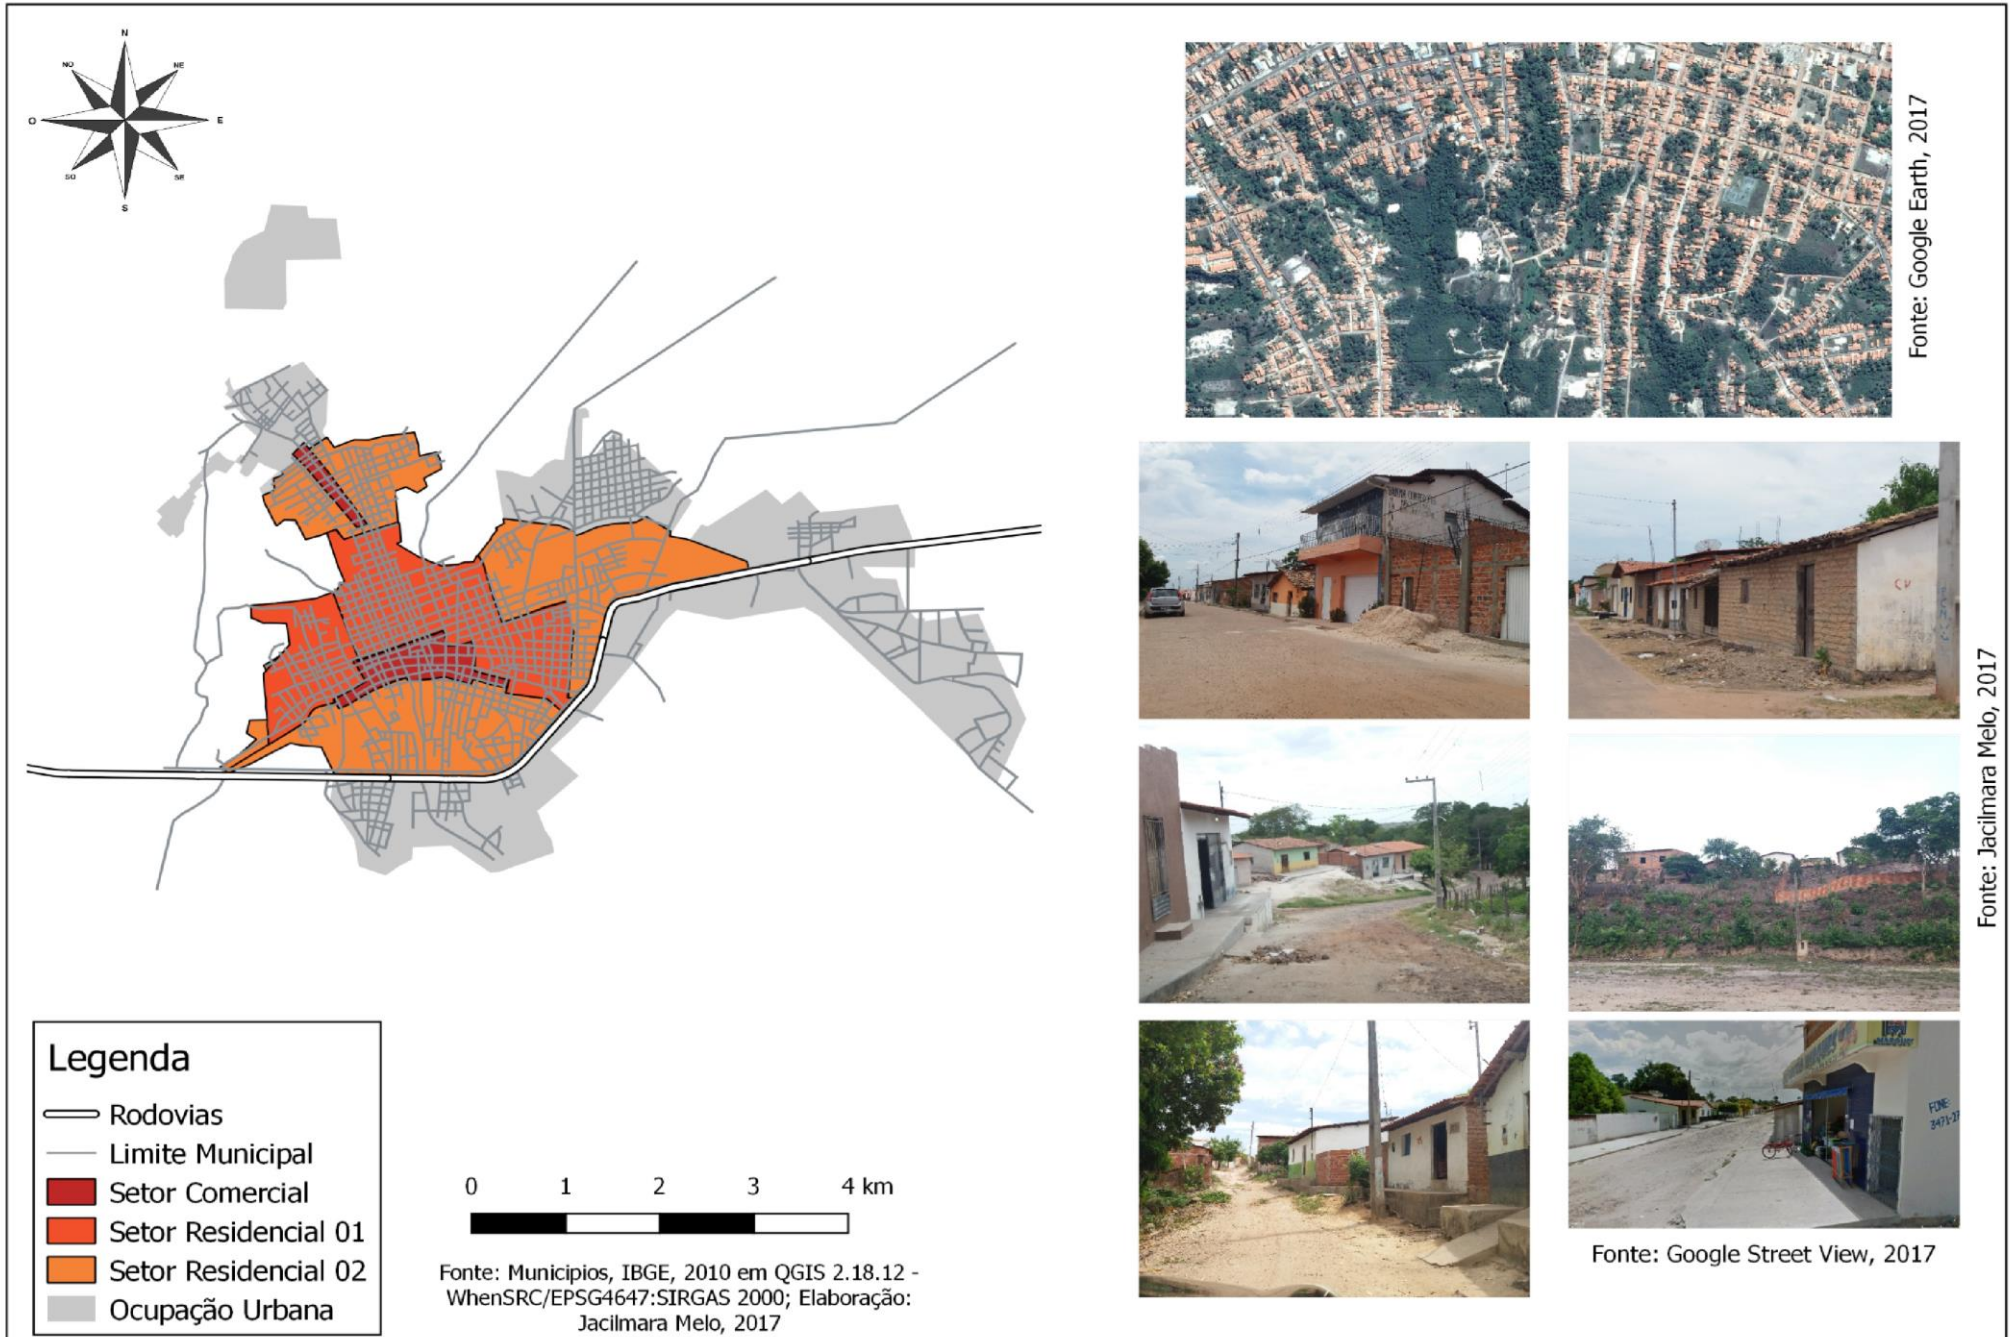 N
NO
NE
O
E
SO
SE
S
Fonte: Google Earth, 2017
Fonte: Jacilmara Melo, 2017
Legenda
Rodovias
Limite Municipal
Setor Comercial
Setor Residencial 01
Setor Residencial 02
Ocupação Urbana
0 1 2 3 4 km
Fonte: Municipios, IBGE, 2010 em QGIS 2.18.12 -
WhenSRC/EPSG4647:SIRGAS 2000; Elaboração:
Jacilmara Melo, 2017
FONE:
Fonte: Google Street View, 2017